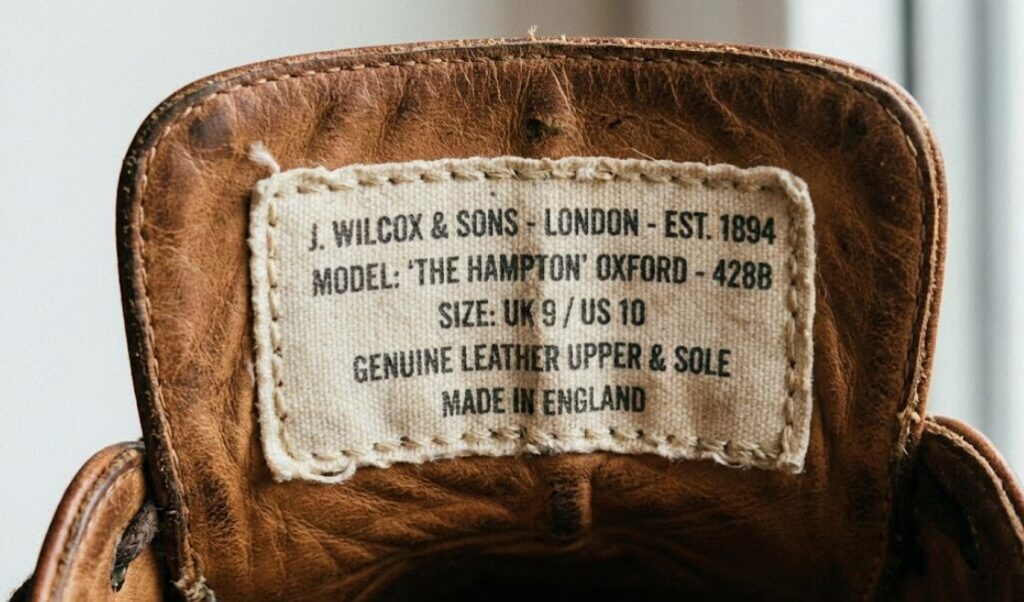 J. WILCOX & SONS - LONDON - EST. 1894
MODEL: 'THE HAMPTON' OXFORD - 428B
SIZE: UK 9 / US 10
GENUINE LEATHER UPPER & SOLE
MADE IN ENGLAND